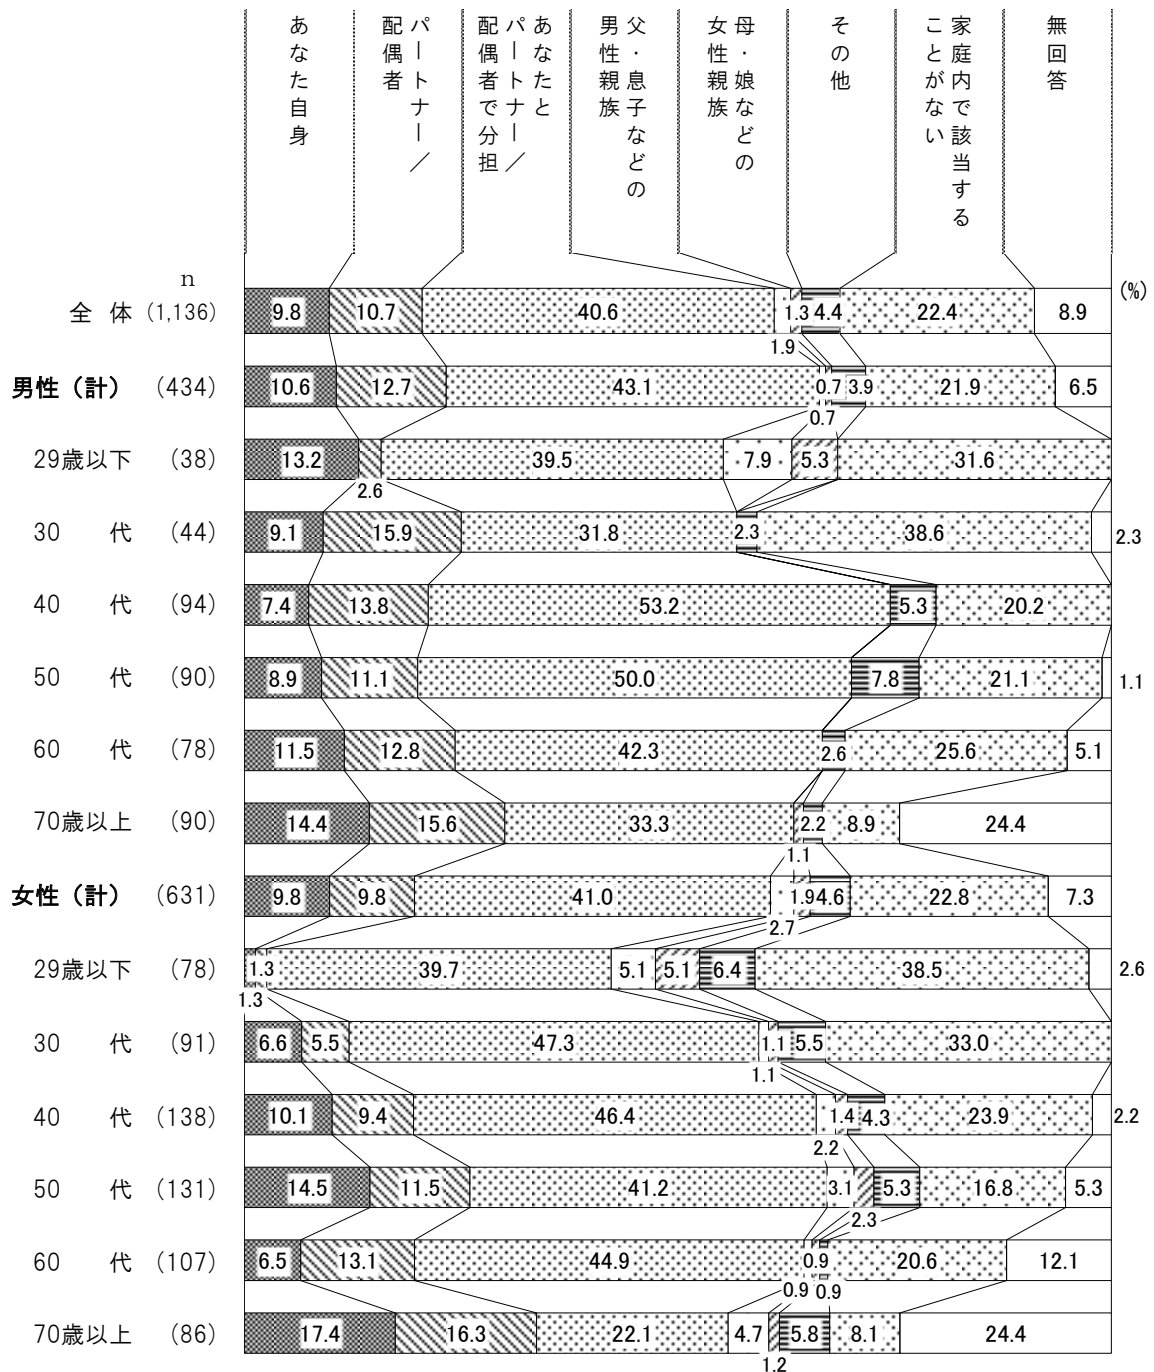 あなた自身
パートナー／
配偶者
あなたと
パートナー／
配偶者で分担
父・息子などの
男性親族
母・娘などの
女性親族
その他
家庭内で該当する
ことがない
無回答
n
(%)
全 体 (1,136) 9.8 10.7 40.6 1.3 4.4 22.4 8.9
1.9
男性（計） (434) 10.6 12.7 43.1 0.7 3.9 21.9 6.5
0.7
29歳以下 (38) 13.2 39.5 7.9 5.3 31.6
2.6
30 代 (44) 9.1 15.9 31.8 2.3 38.6 2.3
40 代 (94) 7.4 13.8 53.2 5.3 20.2
50 代 (90) 8.9 11.1 50.0 7.8 21.1 1.1
60 代 (78) 11.5 12.8 42.3 2.6 25.6 5.1
70歳以上 (90) 14.4 15.6 33.3 2.2 8.9 24.4
1.1
女性（計） (631) 9.8 9.8 41.0 1.9 4.6 22.8 7.3
2.7
29歳以下 (78) 1.3 39.7 5.1 5.1 6.4 38.5 2.6
1.3
30 代 (91) 6.6 5.5 47.3 1.1 5.5 33.0
1.1
40 代 (138) 10.1 9.4 46.4 1.4 4.3 23.9 2.2
2.2
50 代 (131) 14.5 11.5 41.2 3.1 5.3 16.8 5.3
2.3
60 代 (107) 6.5 13.1 44.9 0.9 20.6 12.1
0.9 0.9
70歳以上 (86) 17.4 16.3 22.1 4.7 5.8 8.1 24.4
1.2